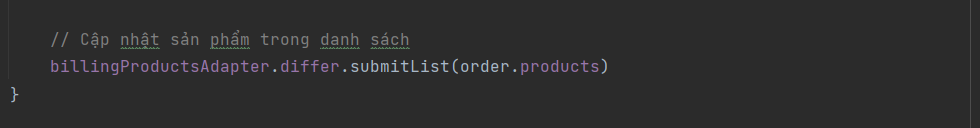 // Cập nhật sản phẩm trong danh sách
billingProductsAdapter.differ.submitList(order.products)
}